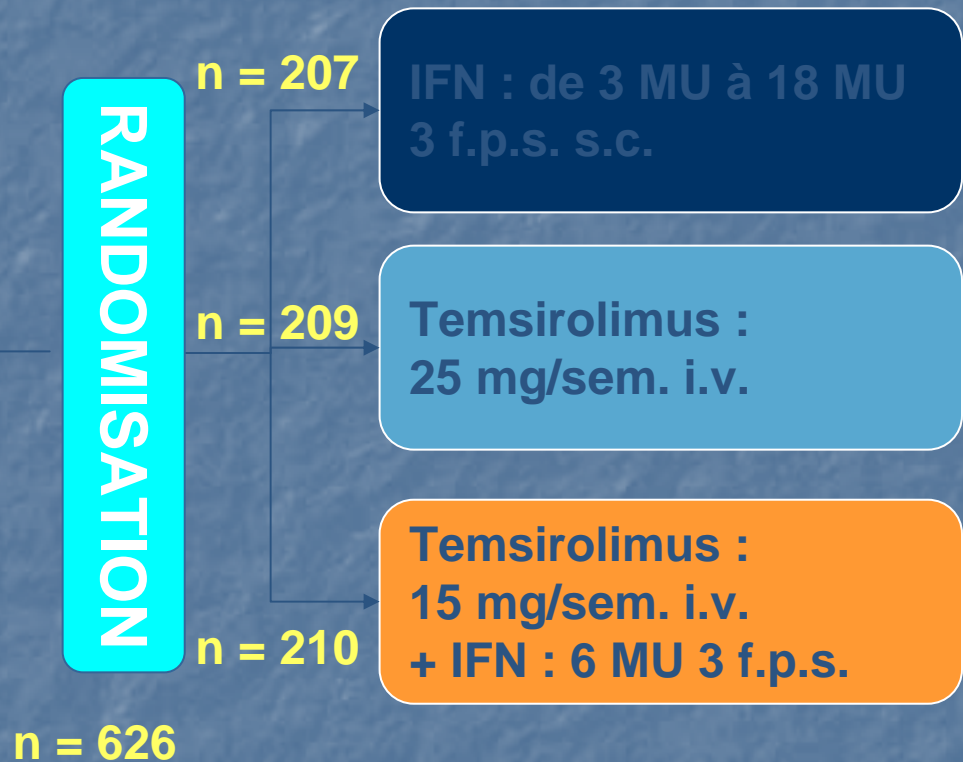 RANDOMISATION
n = 207
IFN : de 3 MU à 18 MU
3 f.p.s. s.c.
n = 209
Temsirolimus :
25 mg/sem. i.v.
n = 210
Temsirolimus :
15 mg/sem. i.v.
+ IFN : 6 MU 3 f.p.s.
n = 626